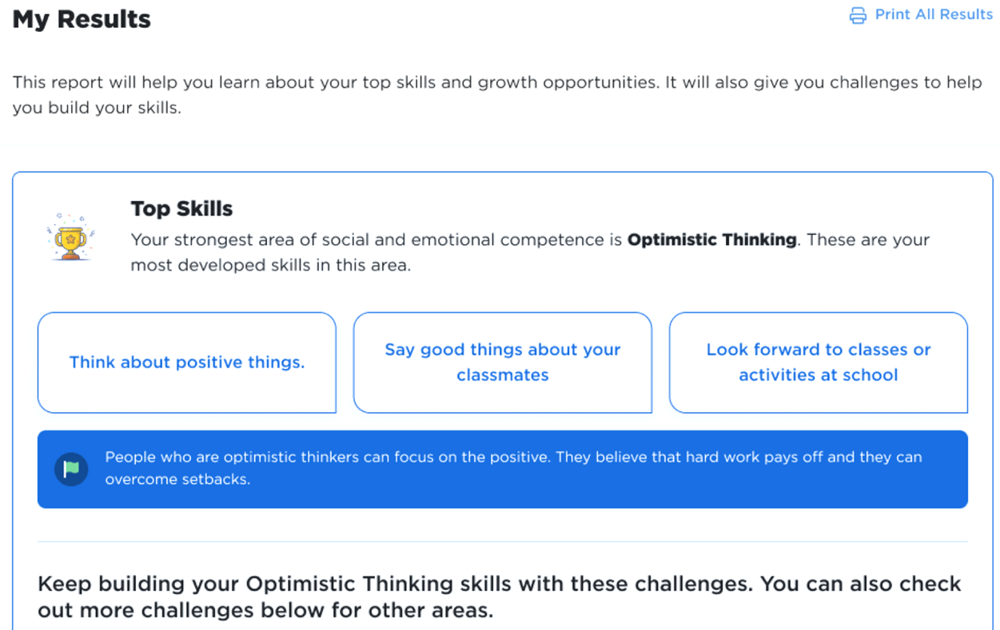 My Results
Print All Results
This report will help you learn about your top skills and growth opportunities. It will also give you challenges to help
you build your skills.
Top Skills
Your strongest area of social and emotional competence is Optimistic Thinking. These are your
most developed skills in this area.
Think about positive things.
Say good things about your
classmates
Look forward to classes or
activities at school
People who are optimistic thinkers can focus on the positive. They believe that hard work pays off and they can
overcome setbacks.
Keep building your Optimistic Thinking skills with these challenges. You can also check
out more challenges below for other areas.